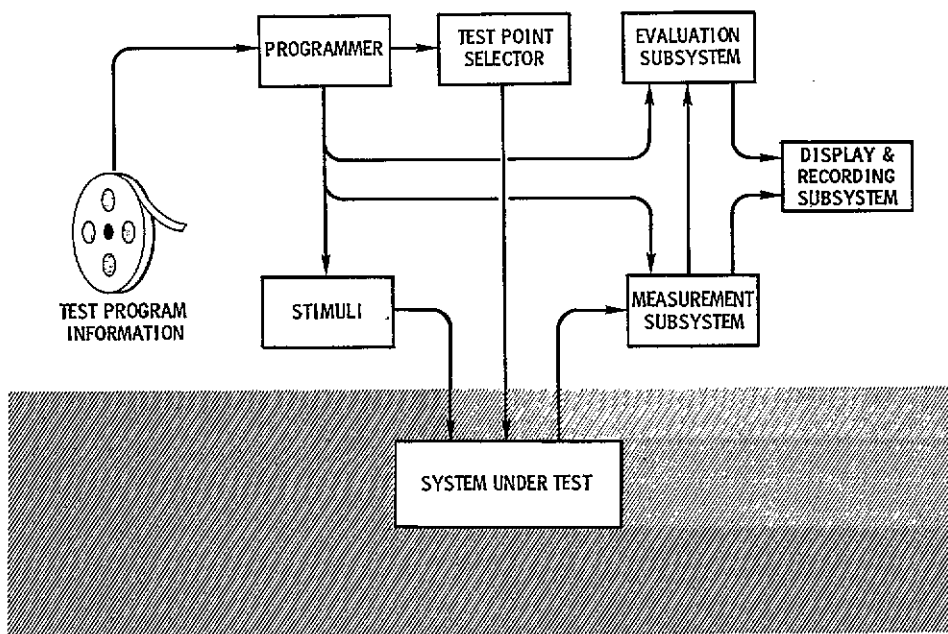 PROGRAMMER
TEST POINT
SELECTOR
EVALUATION
SUBSYSTEM
DISPLAY &
RECORDING
SUBSYSTEM
TEST PROGRAM
INFORMATION
STIMULI
MEASUREMENT
SUBSYSTEM
SYSTEM UNDER TEST